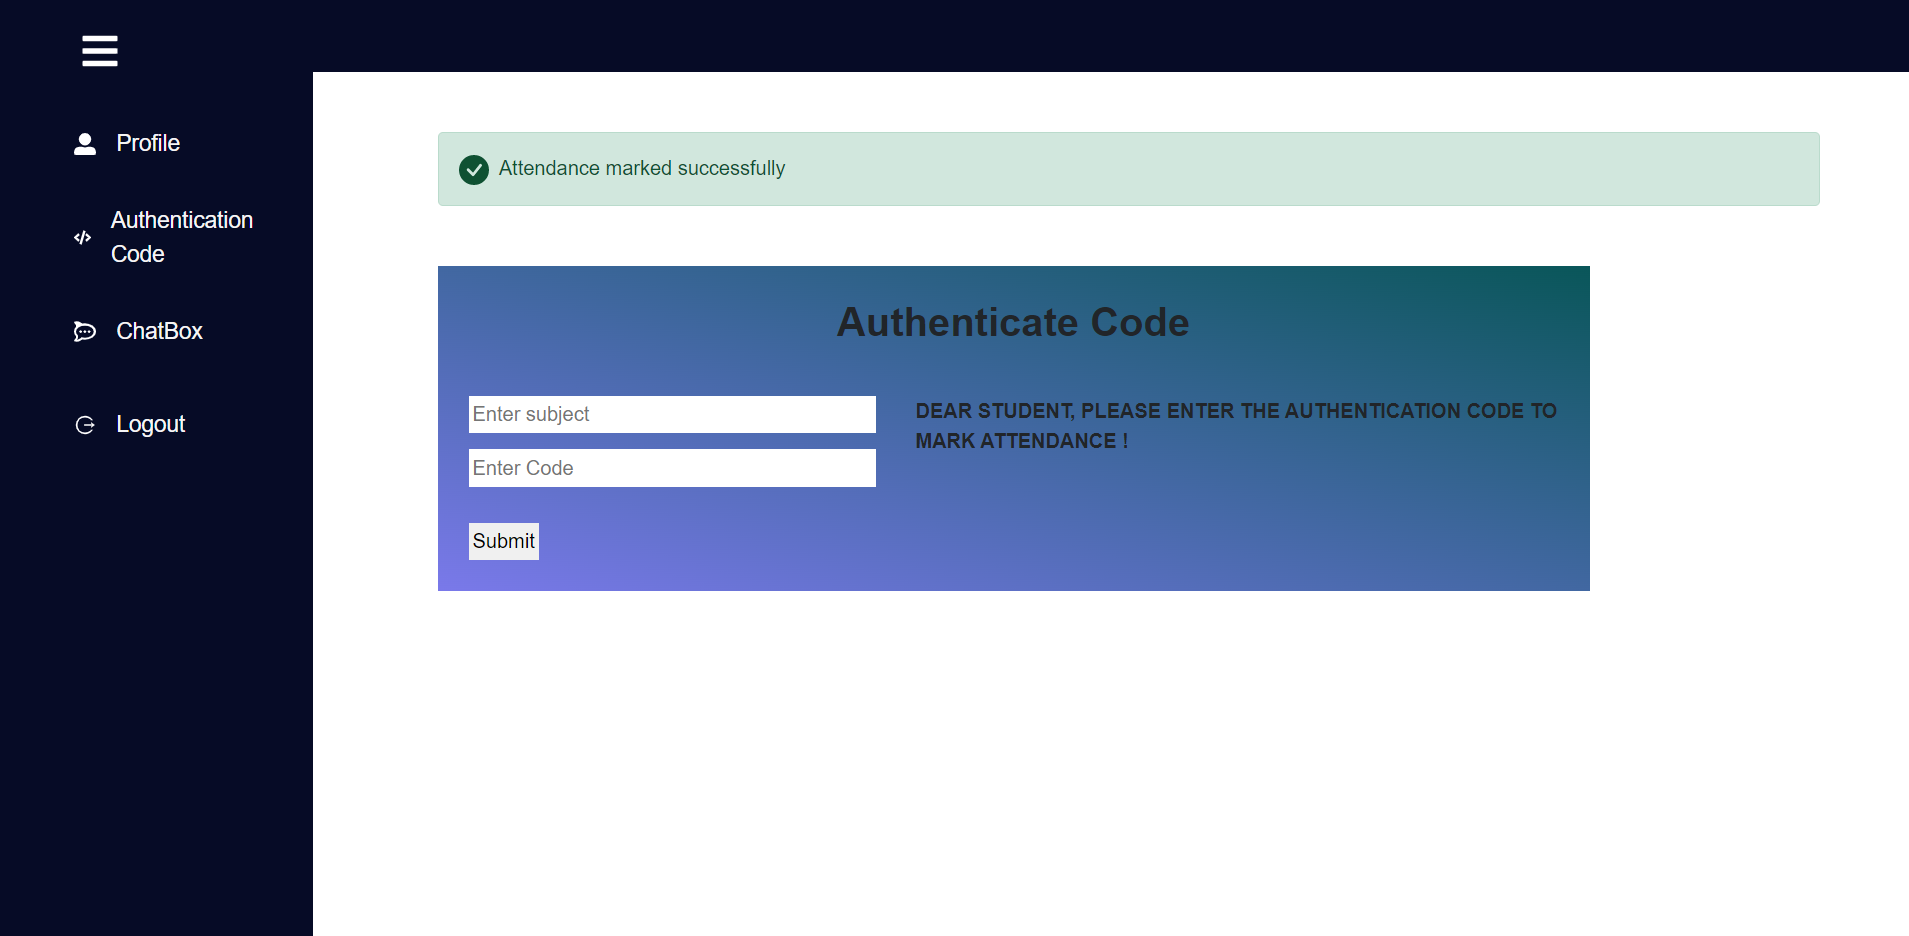 Profile
Authentication
Code
ChatBox
Logout
Attendance marked successfully
Authenticate Code
Enter subject
Enter Code
Submit
DEAR STUDENT, PLEASE ENTER THE AUTHENTICATION CODE TO
MARK ATTENDANCE !